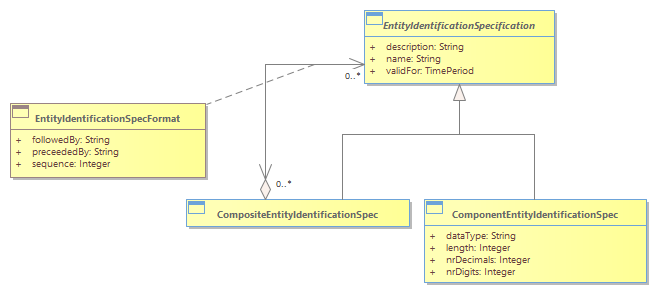 EntityIdentificationSpecification
+ description: String
+ name: String
+ validFor: TimePeriod
0..*
EntityIdentificationSpecFormat
+ followedBy: String
+ preceededBy: String
+ sequence: Integer
0..*
CompositeEntityIdentificationSpec
ComponentEntityIdentificationSpec
+ dataType: String
+ length: Integer
+ nrDecimals: Integer
+ nrDigits: Integer